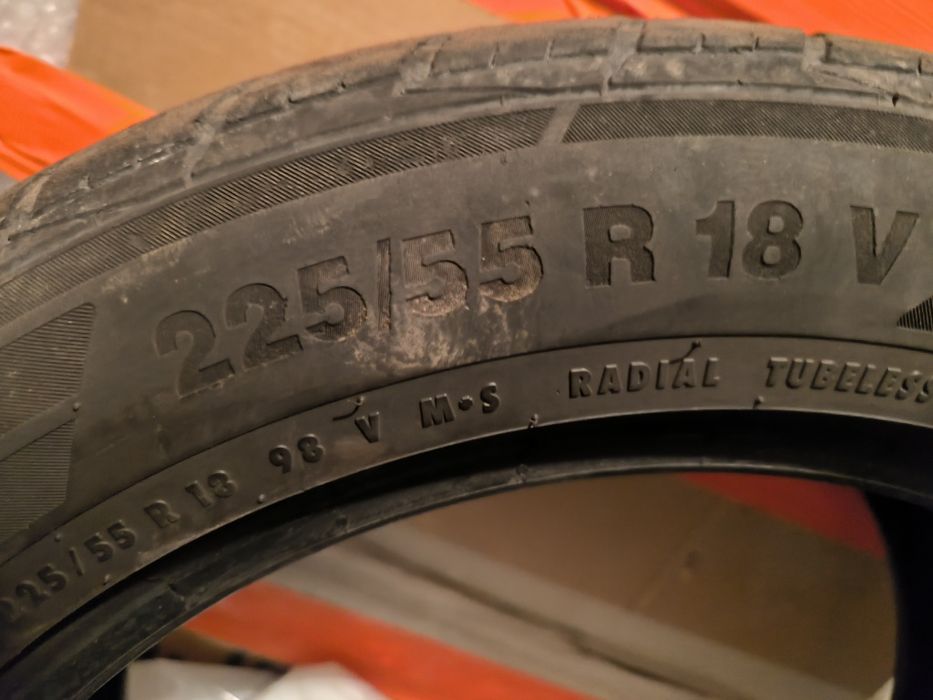 225/55 R 18 V
225/55 R 18 98 V M•S RADIAL TUBELESS